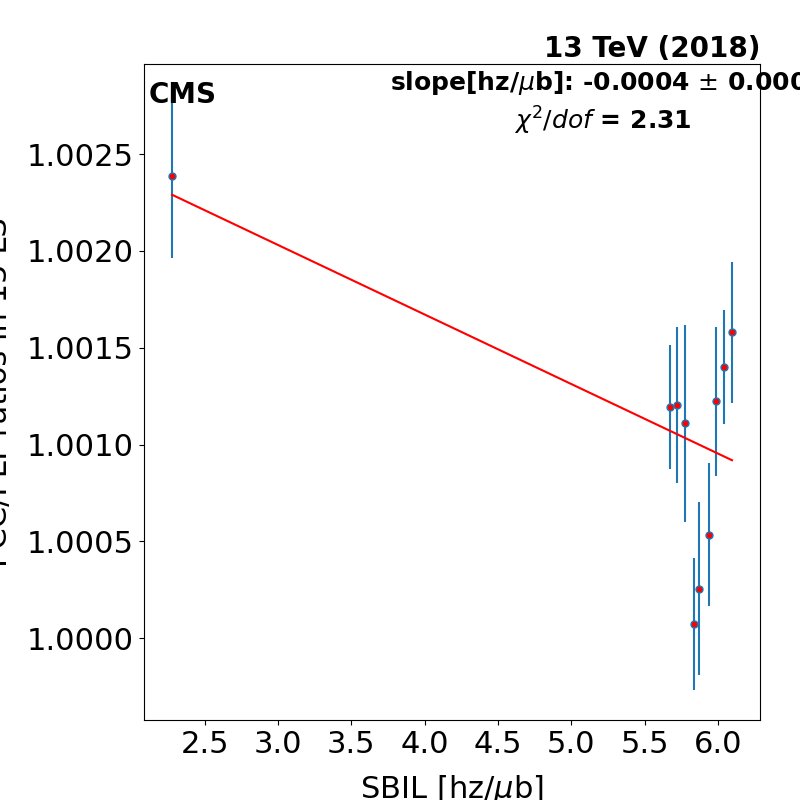 13 TeV (2018)
CMS
slope[hz/μb]: -0.0004 ± 0.000
χ²/dof = 2.31
1.0025
1.0020
1.0015
1.0010
1.0005
1.0000
2.5 3.0 3.5 4.0 4.5 5.0 5.5 6.0
SBIL [hz/μb]